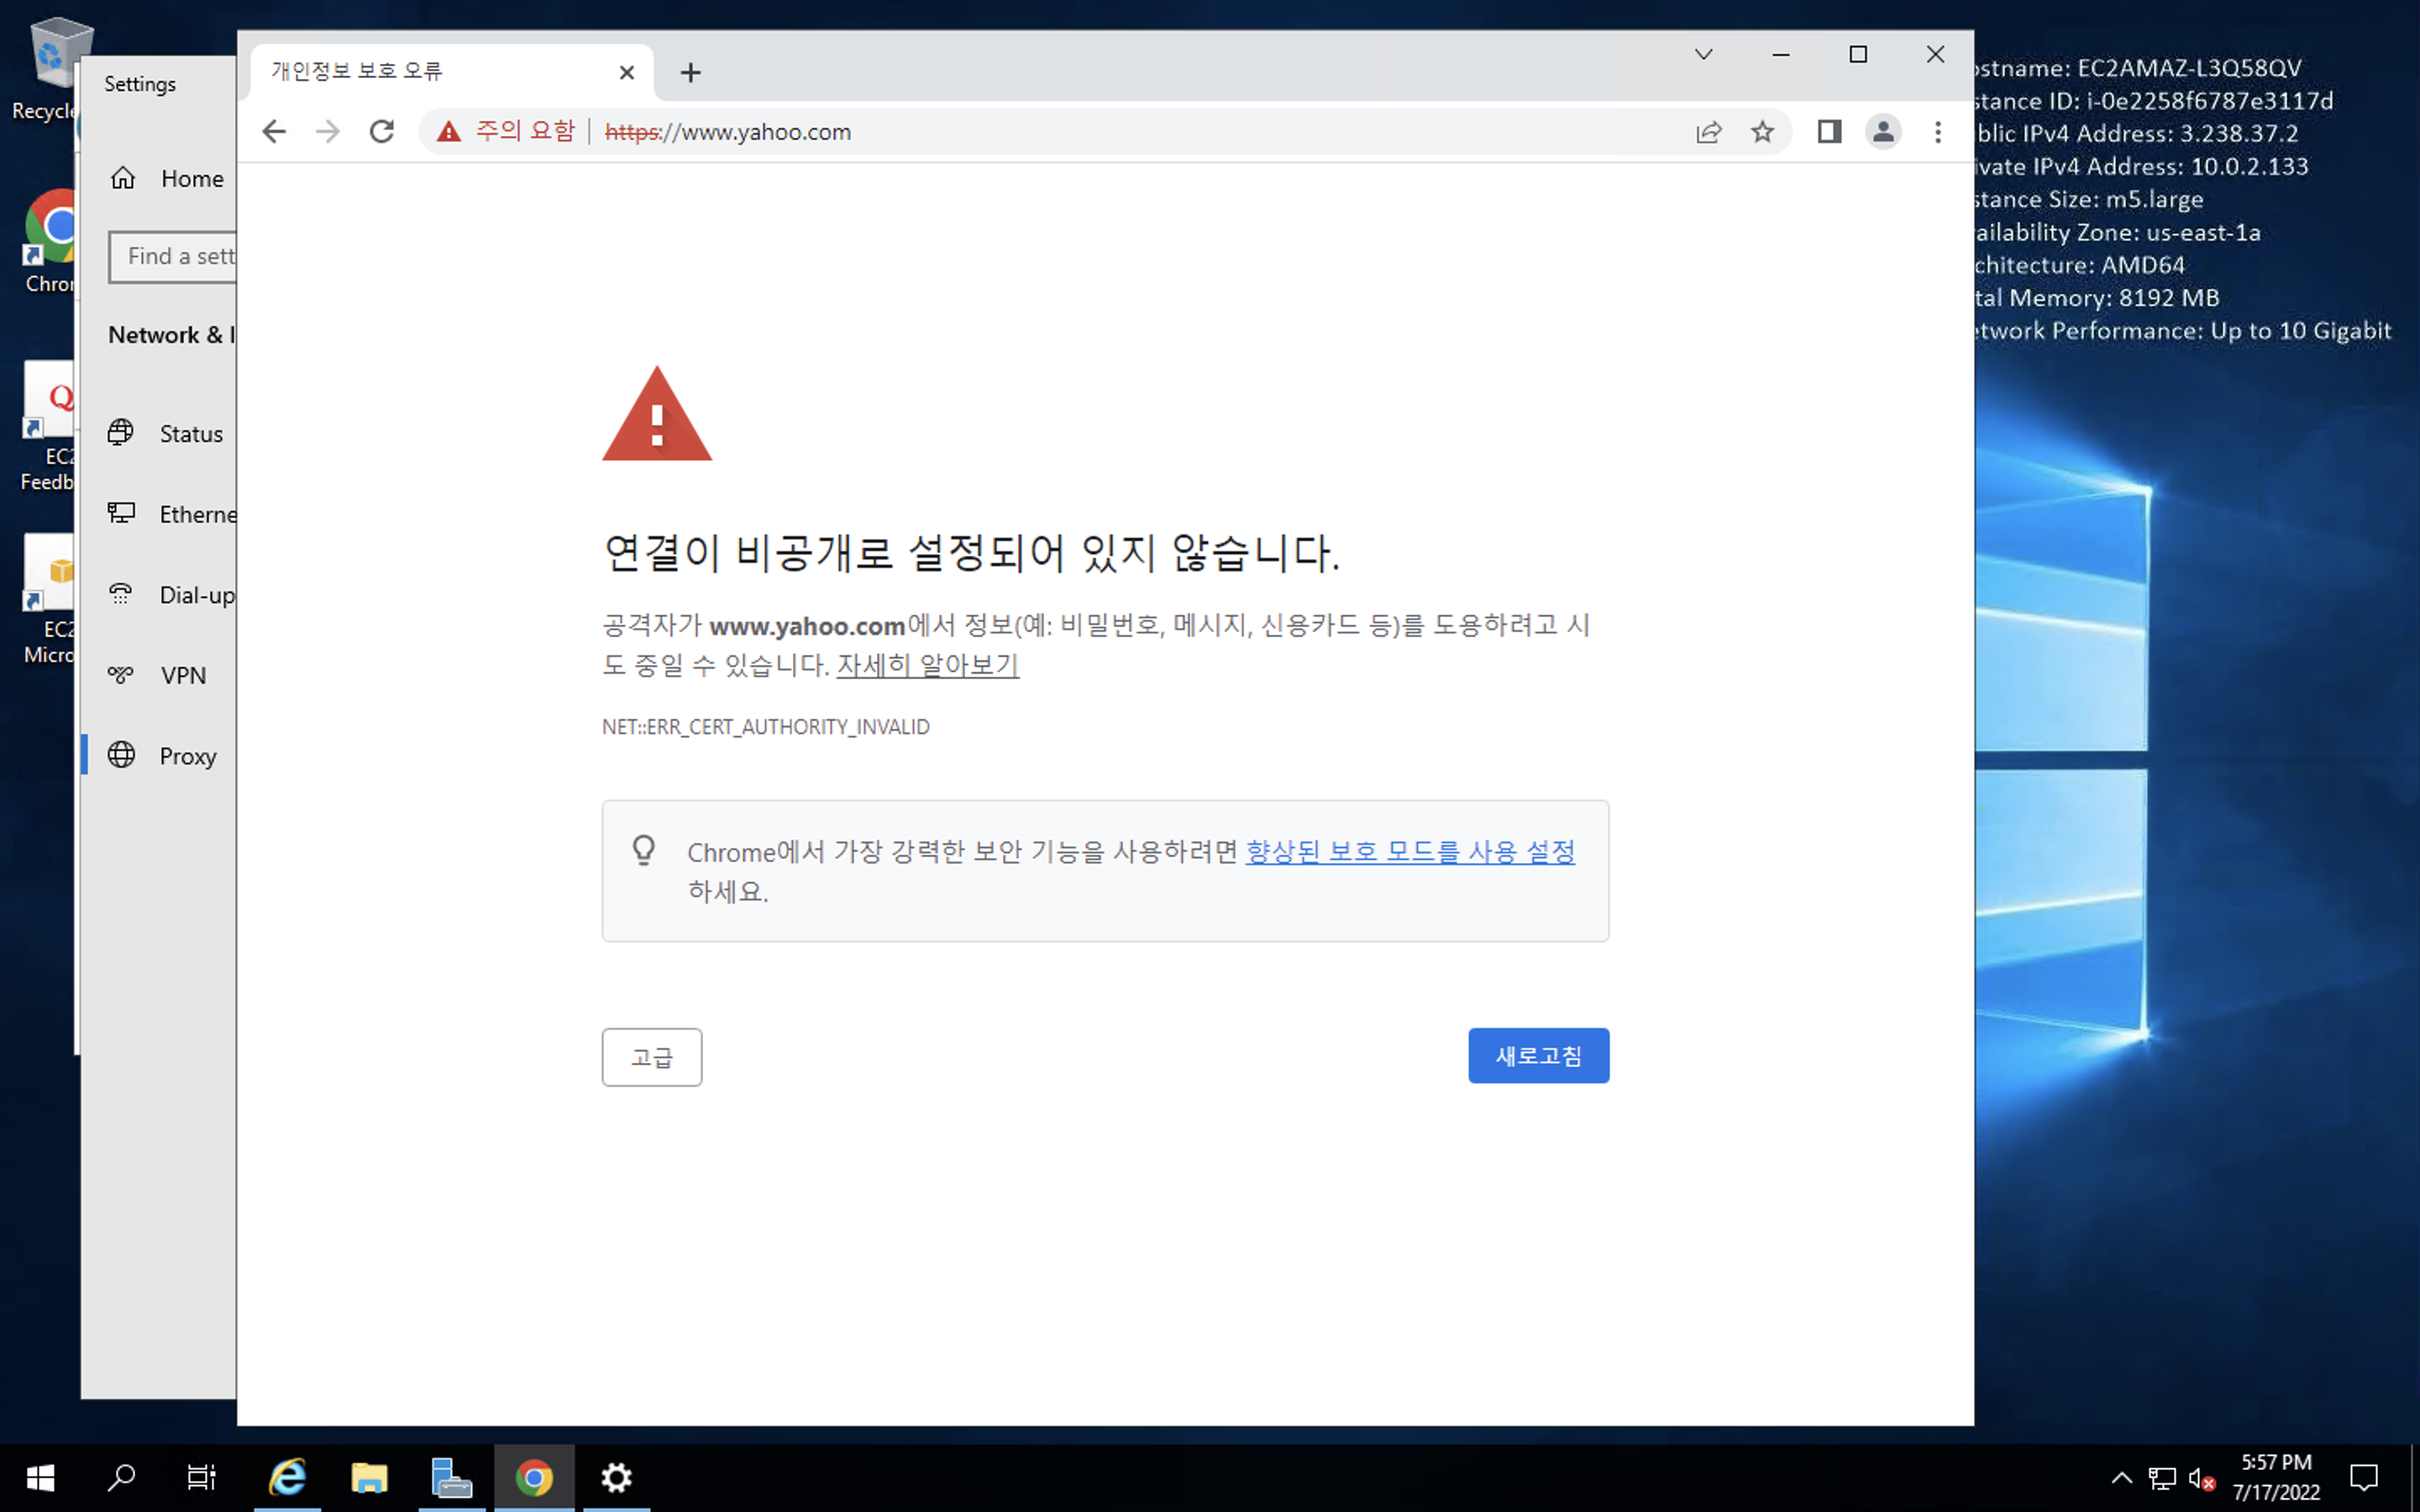 개인정보 보호 오류
주의 요함
https://www.yahoo.com
연결이 비공개로 설정되어 있지 않습니다.
공격자가 www.yahoo.com에서 정보(예: 비밀번호, 메시지, 신용카드 등)를 도용하려고 시
도 중일 수 있습니다. 자세히 알아보기
NET::ERR_CERT_AUTHORITY_INVALID
Chrome에서 가장 강력한 보안 기능을 사용하려면 향상된 보호 모드를 사용 설정
하세요.
고급
새로고침
Settings
Home
Find a sett
Network & I
Status
Etherne
Dial-up
VPN
Proxy
Recycle
Chror
EC2
Feedb
EC2
Micro
ostname: EC2AMAZ-L3Q58QV
stance ID: i-0e2258f6787e3117d
blic IPv4 Address: 3.238.37.2
ivate IPv4 Address: 10.0.2.133
stance Size: m5.large
ailability Zone: us-east-1a
chitecture: AMD64
tal Memory: 8192 MB
etwork Performance: Up to 10 Gigabit
5:57 PM
7/17/2022